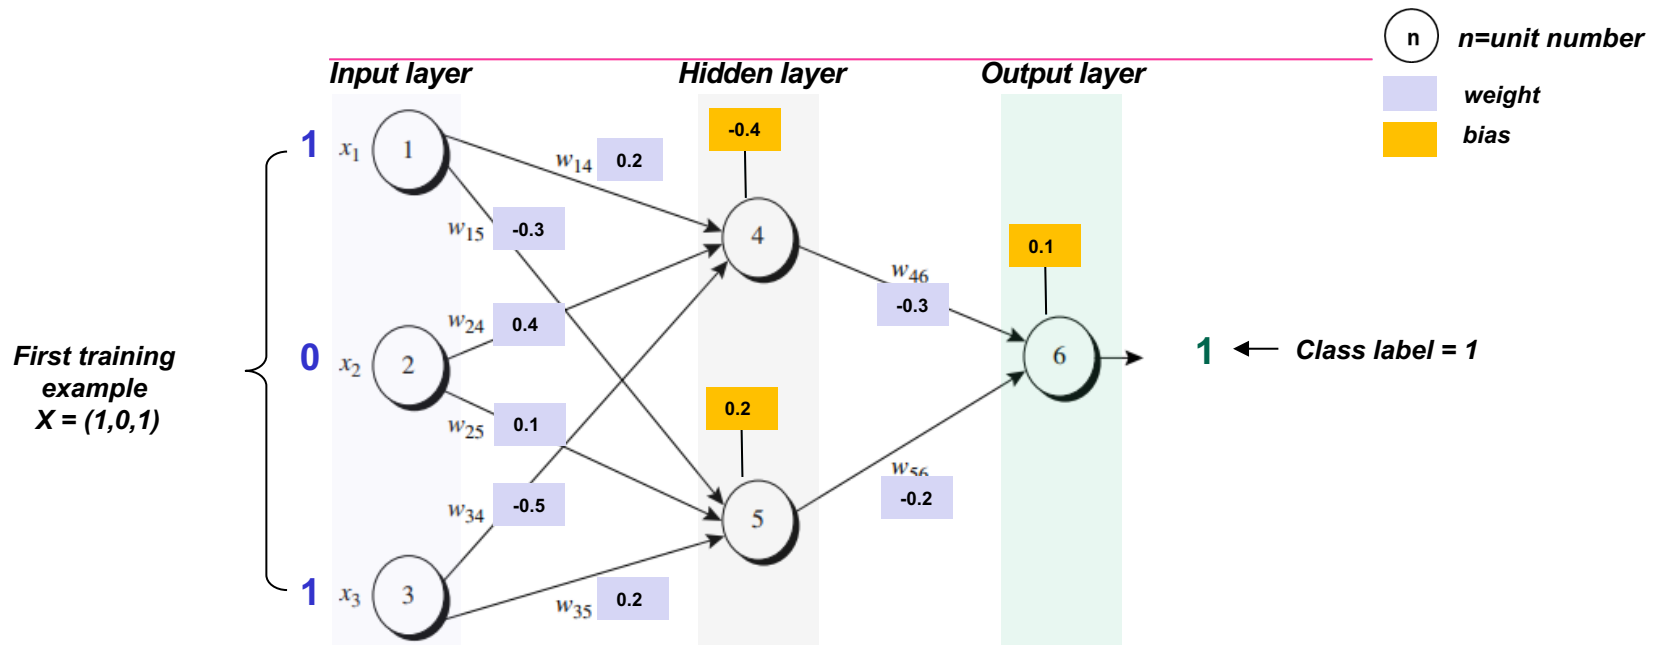 n
n=unit number
weight
bias
Input layer
Hidden layer
Output layer
1
x1
1
w14
0.2
-0.4
w15
-0.3
4
0.1
w46
-0.3
w24
0.4
First training
example
X = (1,0,1)
0
x2
2
6
1
Class label = 1
w25
0.1
0.2
w34
-0.5
5
w56
-0.2
1
x3
3
w35
0.2